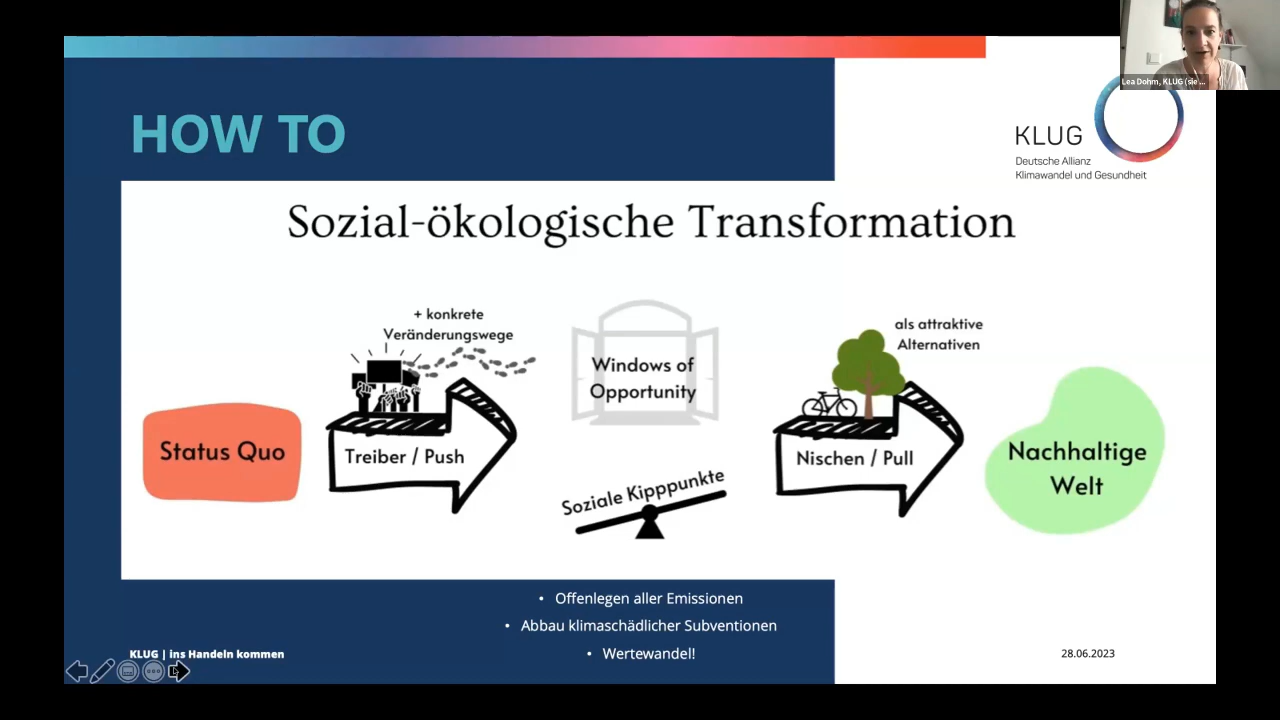 Lea Dohm, KLUG (sie ...
HOW TO
KLUG
Deutsche Allianz
Klimawandel und Gesundheit
Sozial-ökologische Transformation
+ konkrete
Veränderungswege
als attraktive
Alternativen
Windows of
Opportunity
Status Quo
Treiber / Push
Nischen / Pull
Nachhaltige
Welt
Soziale Kipppunkte
• Offenlegen aller Emissionen
• Abbau klimaschädlicher Subventionen
• Wertewandel!
KLUG | ins Handeln kommen
28.06.2023